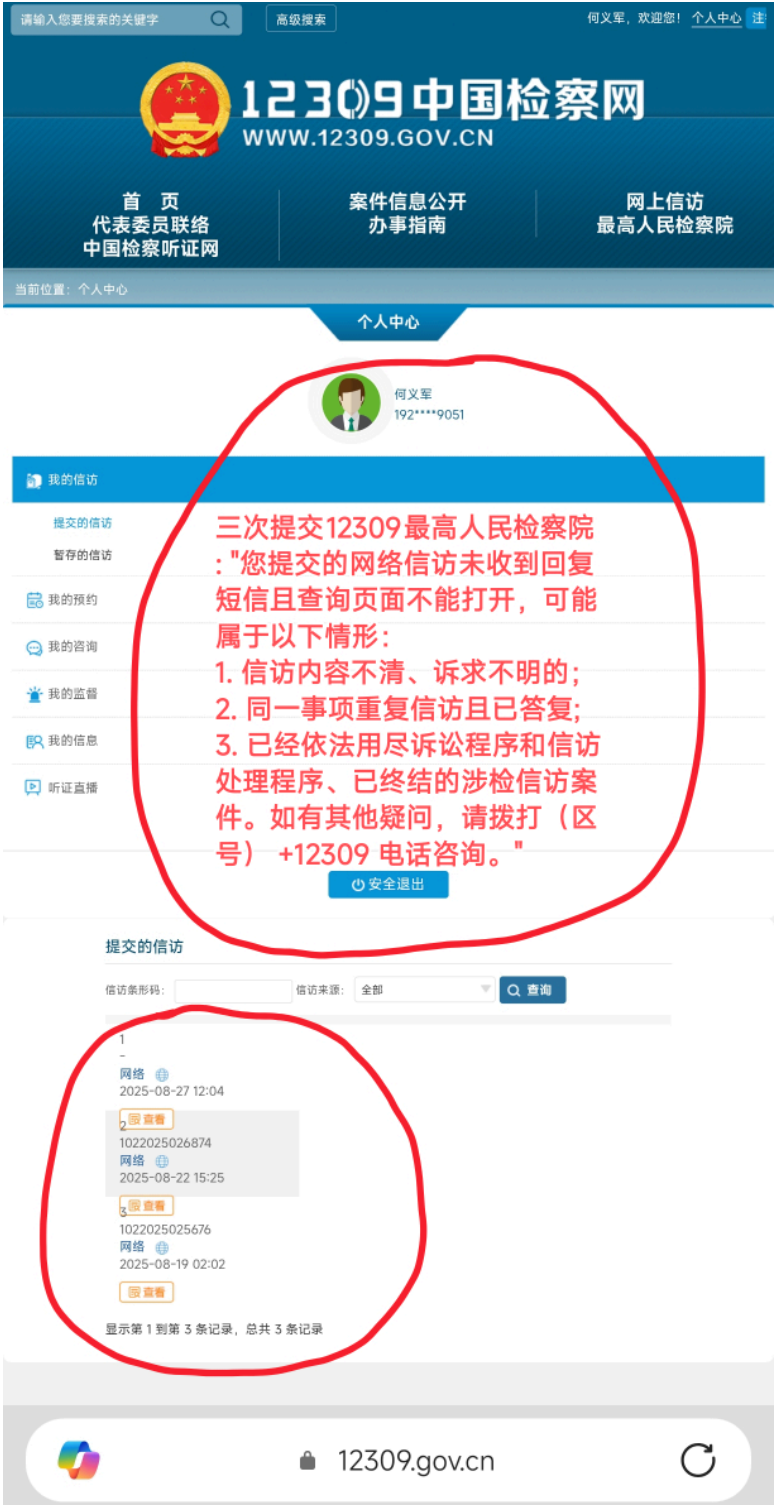 请输入您要搜索的关键字
高级搜索
何义军，欢迎您！ 个人中心 注
12309中国检察网
WWW.12309.GOV.CN
首 页
代表委员联络
中国检察听证网
案件信息公开
办事指南
网上信访
最高人民检察院
当前位置：个人中心
个人中心
何义军
192****9051
我的信访
提交的信访
暂存的信访
我的预约
我的咨询
我的监督
我的信息
听证直播
三次提交12309最高人民检察院
："您提交的网络信访未收到回复
短信且查询页面不能打开，可能
属于以下情形：
1. 信访内容不清、诉求不明的；
2. 同一事项重复信访且已答复;
3. 已经依法用尽诉讼程序和信访
处理程序、已终结的涉检信访案
件。如有其他疑问，请拨打（区
号） +12309 电话咨询。"
安全退出
提交的信访
信访条形码： 信访来源： 全部 查询
1
-
网络
2025-08-27 12:04
查看
2
1022025026874
网络
2025-08-22 15:25
查看
3
1022025025676
网络
2025-08-19 02:02
查看
显示第 1 到第 3 条记录，总共 3 条记录
12309.gov.cn